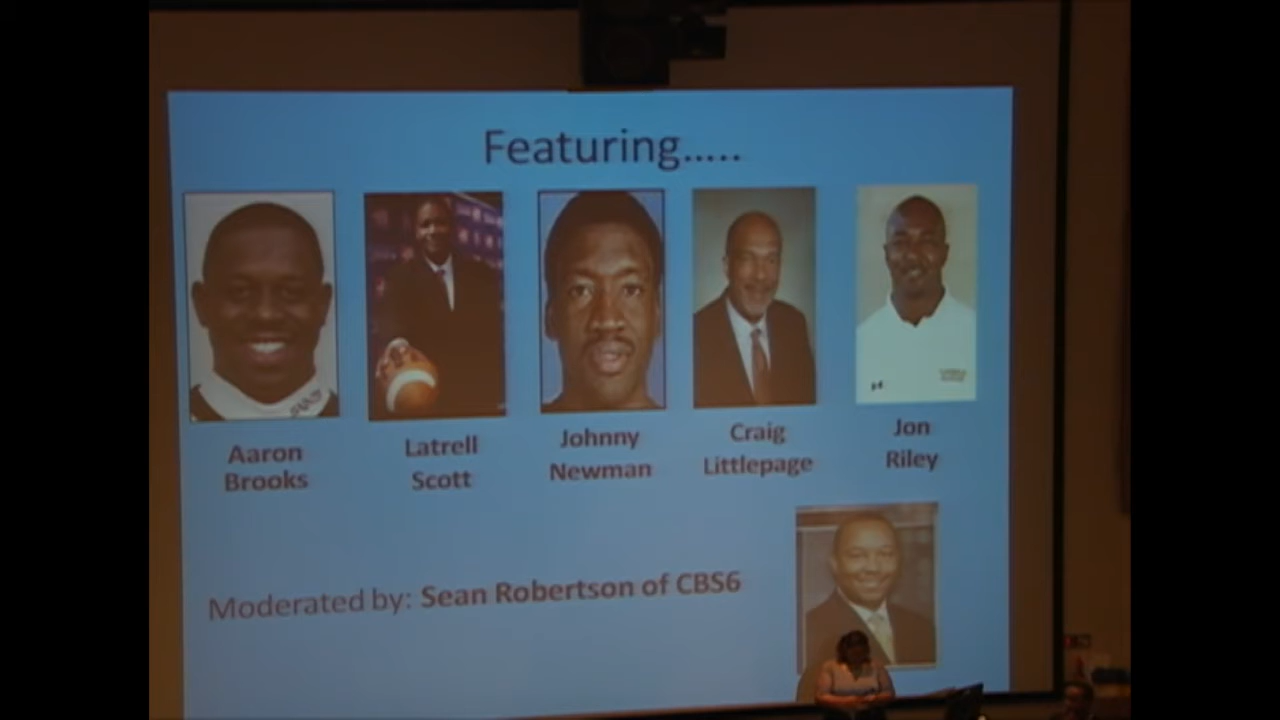 Featuring.....
Aaron
Brooks
Latrell
Scott
Johnny
Newman
Craig
Littlepage
Jon
Riley
Moderated by: Sean Robertson of CBS6